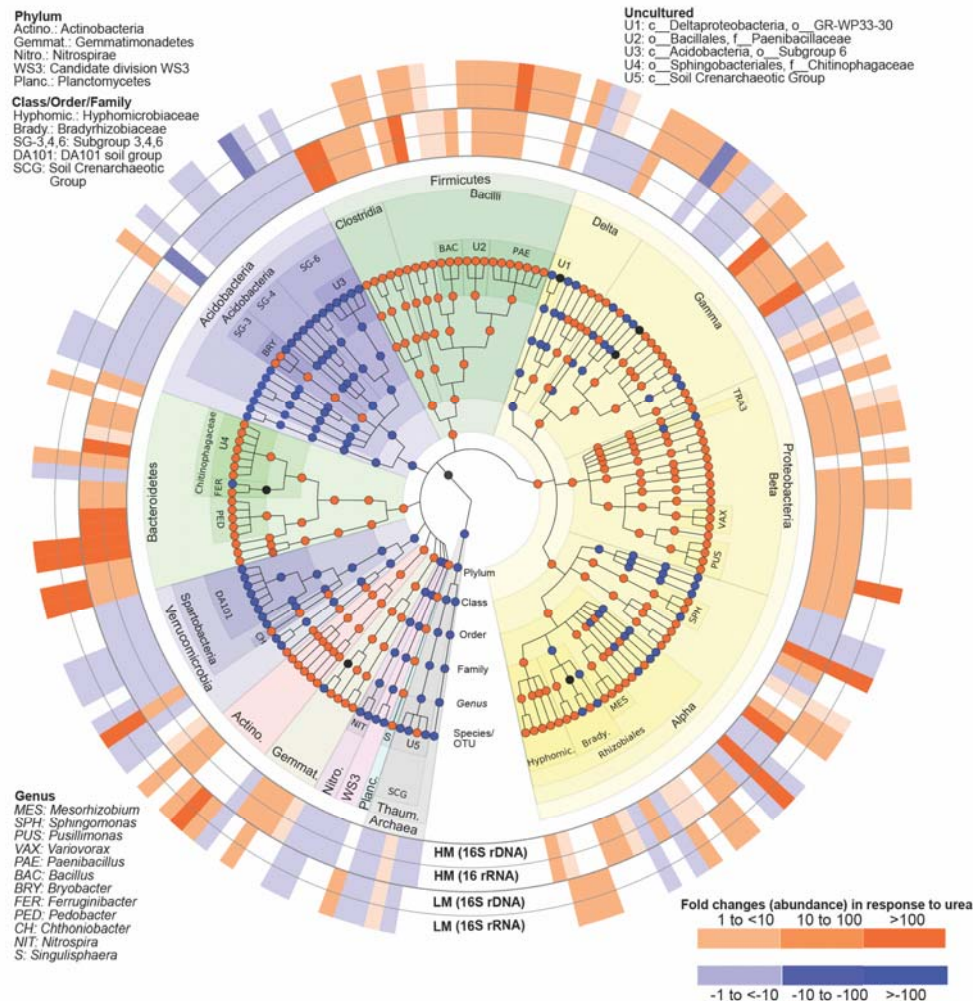 Phylum
Actino.: Actinobacteria
Gemmat.: Gemmatimonadetes
Nitro.: Nitrospirae
WS3: Candidate division WS3
Planc.: Planctomycetes
Class/Order/Family
Hyphomic.: Hyphomicrobiaceae
Brady.: Bradyrhizobiaceae
SG-3,4,6: Subgroup 3,4,6
DA101: DA101 soil group
SCG: Soil Crenarchaeotic
Group
Uncultured
U1: c__Deltaproteobacteria, o__GR-WP33-30
U2: o__Bacillales, f__Paenibacillaceae
U3: c__Acidobacteria, o__Subgroup 6
U4: o__Sphingobacteriales, f__Chitinophagaceae
U5: c__Soil Crenarchaeotic Group
Firmicutes
Bacilli
Clostridia
BAC
U2
PAE
Delta
U1
Gamma
TRA3
Proteobacteria
Beta
VAX
PUS
SPH
Alpha
MES
Rhizobiales
Brady.
Hyphomic.
Acidobacteria
Acidobacteria
SG-6
SG-4
SG-3
U3
BRY
Bacteroidetes
Chitinophagaceae
U4
FER
PED
Verrucomicrobia
Spartobacteria
DA101
CH
Actino.
Gemmat.
Nitro.
NIT
WS3
Planc.
S
U5
SCG
Thaum.
Archaea
Plylum
Class
Order
Family
Genus
Species/
OTU
HM (16S rDNA)
HM (16 rRNA)
LM (16S rDNA)
LM (16S rRNA)
Genus
MES: Mesorhizobium
SPH: Sphingomonas
PUS: Pusillimonas
VAX: Variovorax
PAE: Paenibacillus
BAC: Bacillus
BRY: Bryobacter
FER: Ferruginibacter
PED: Pedobacter
CH: Chthoniobacter
NIT: Nitrospira
S: Singulisphaera
Fold changes (abundance) in response to urea
1 to <10 10 to 100 >100
-1 to <-10 -10 to -100 >-100